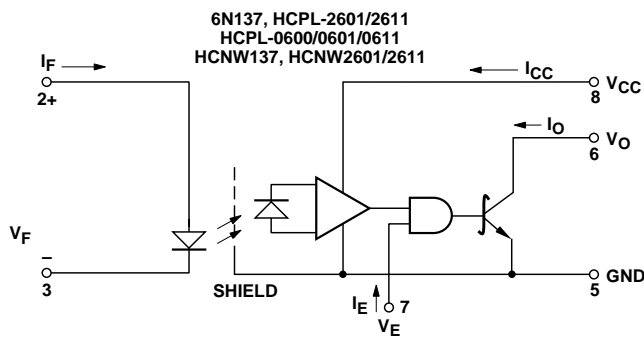 6N137, HCPL-2601/2611
HCPL-0600/0601/0611
HCNW137, HCNW2601/2611
IF
ICC
2+
8
VCC
IO
6
VO
VF
–
3
SHIELD
IE
7
VE
5
GND